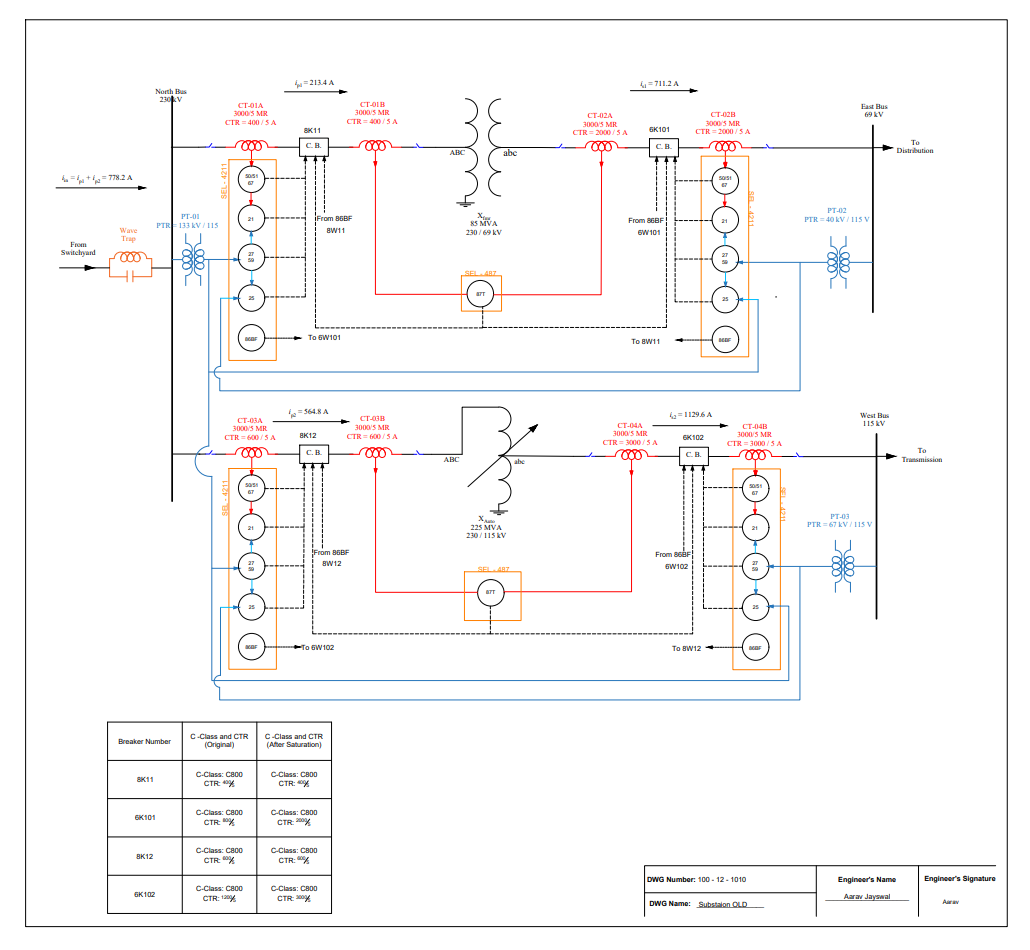 North Bus
230 kV
i_p1 = 213.4 A
i_s1 = 711.2 A
CT-01A
3000/5 MR
CTR = 400 / 5 A
8K11
C. B.
CT-01B
3000/5 MR
CTR = 400 / 5 A
ABC
abc
CT-02A
3000/5 MR
CTR = 2000 / 5 A
6K101
C. B.
CT-02B
3000/5 MR
CTR = 2000 / 5 A
East Bus
69 kV
To
Distribution
i_in = i_p1 + i_p2 = 778.2 A
SEL - 4211
50/51
67
21
27
59
25
86BF
From 86BF
8W11
To 6W101
PT-01
PTR = 133 kV / 115
Wave
Trap
From
Switchyard
85 MVA
230 / 69 kV
SEL - 487
87T
From 86BF
6W101
To 8W11
50/51
67
21
27
59
25
86BF
PT-02
PTR = 40 kV / 115 V
i_p2 = 564.8 A
i_s2 = 1129.6 A
CT-03A
3000/5 MR
CTR = 600 / 5 A
8K12
C. B.
CT-03B
3000/5 MR
CTR = 600 / 5 A
ABC
abc
CT-04A
3000/5 MR
CTR = 3000 / 5 A
6K102
C. B.
CT-04B
3000/5 MR
CTR = 3000 / 5 A
West Bus
115 kV
To
Transmission
SEL - 4211
50/51
67
21
27
59
25
86BF
From 86BF
8W12
To 6W102
X_Auto
225 MVA
230 / 115 kV
SEL - 487
87T
From 86BF
6W102
To 8W12
SEL - 4211
50/51
67
21
27
59
25
86BF
PT-03
PTR = 67 kV / 115 V
Breaker Number
C -Class and CTR
(Original)
C -Class and CTR
(After Saturation)
8K11
C-Class: C800
CTR: 400/5
C-Class: C800
CTR: 400/5
6K101
C-Class: C800
CTR: 800/5
C-Class: C800
CTR: 2000/5
8K12
C-Class: C800
CTR: 600/5
C-Class: C800
CTR: 600/5
6K102
C-Class: C800
CTR: 1200/5
C-Class: C800
CTR: 3000/5
DWG Number: 100 - 12 - 1010
DWG Name: Substaion OLD
Engineer's Name
Aarav Jayswal
Engineer's Signature
Aarav